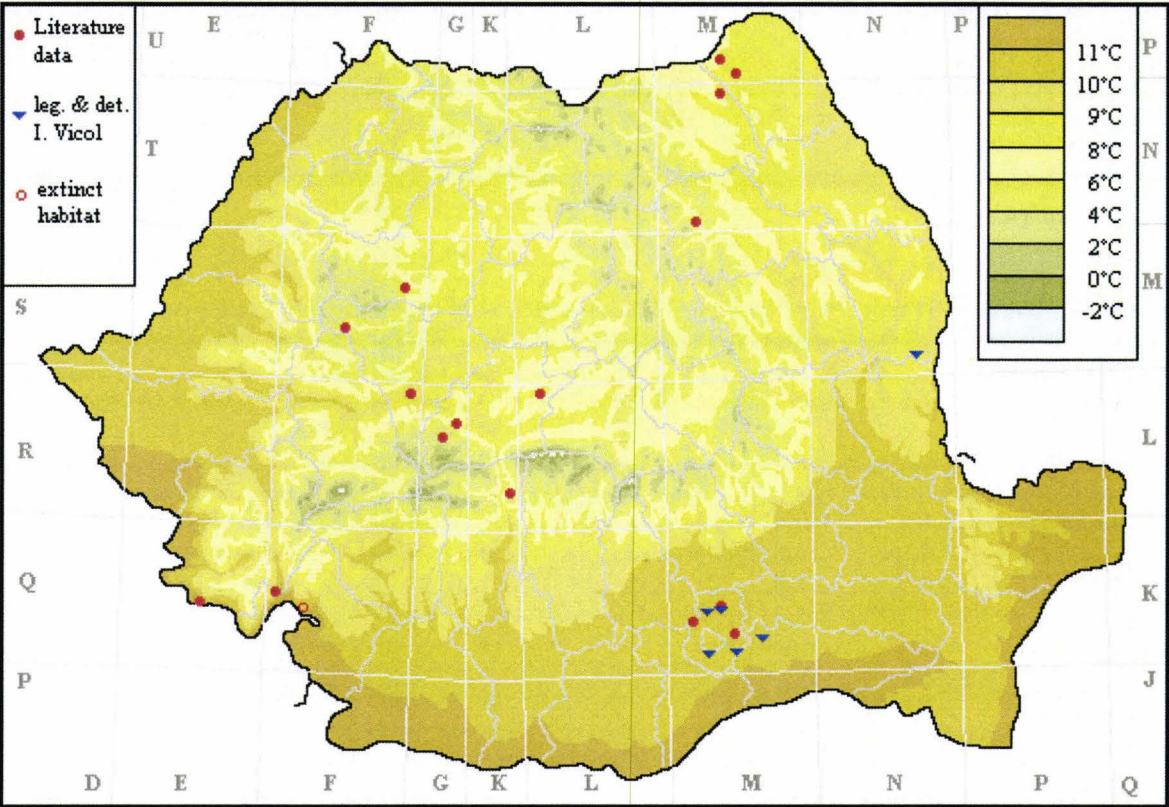 Literature
data
leg. & det.
I. Vicol
extinct
habitat
E F G K L M N P
U
T
S
R
Q
P
11°C
10°C
9°C
8°C
6°C
4°C
2°C
0°C
-2°C
P
N
M
L
K
J
D E F G K L M N P Q